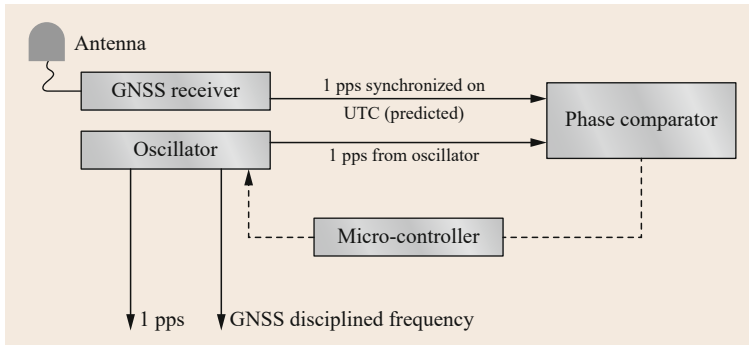 Antenna
GNSS receiver
1 pps synchronized on
UTC (predicted)
Phase comparator
Oscillator
1 pps from oscillator
Micro-controller
1 pps
GNSS disciplined frequency